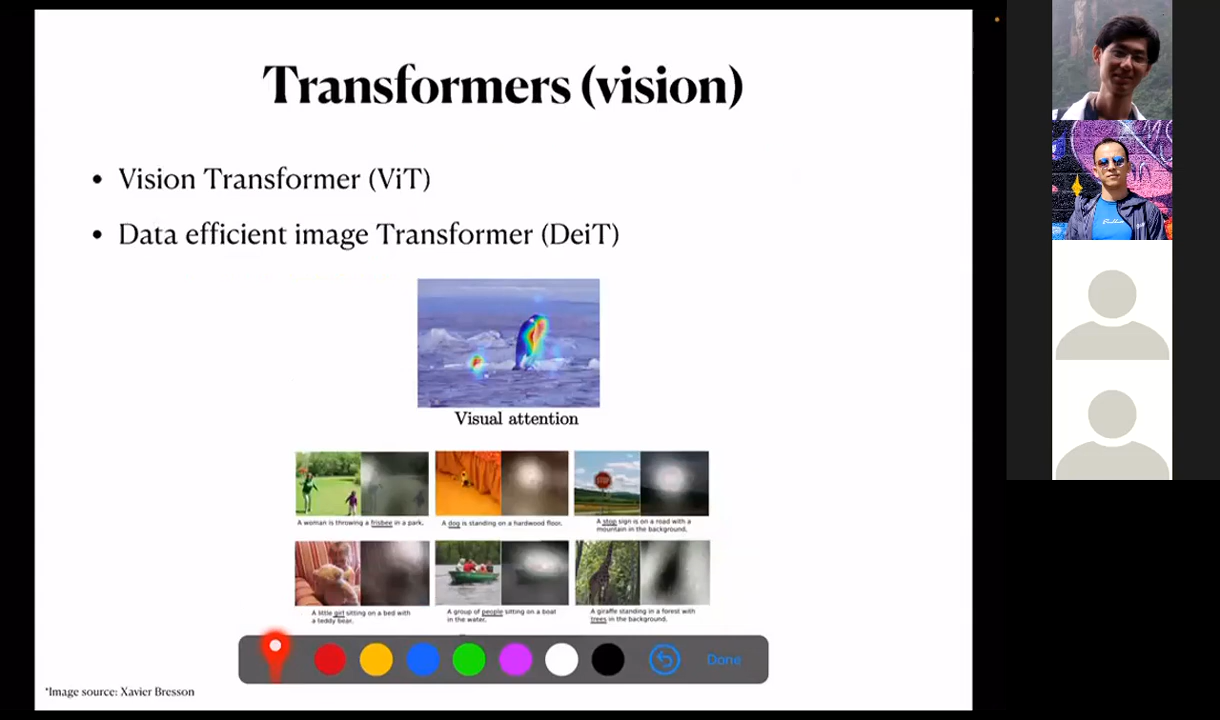 Transformers (vision)
• Vision Transformer (ViT)
• Data efficient image Transformer (DeiT)
Visual attention
A woman is throwing a frisbee in a park.
A dog is standing on a hardwood floor.
A stop sign is on a road with a
mountain in the background.
STOP
A little girl sitting on a bed with
a teddy bear.
A group of people sitting on a boat
in the water.
A giraffe standing in a forest with
trees in the background.
Done
*Image source: Xavier Bresson